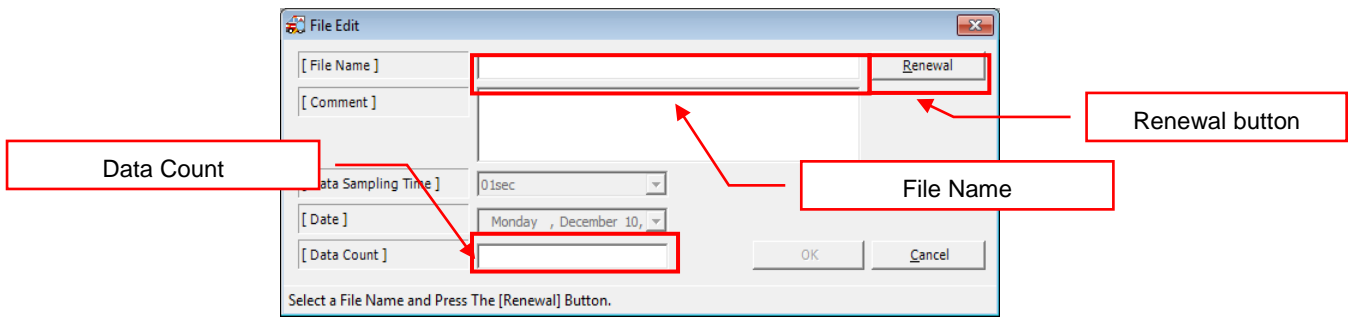 File Edit
[ File Name ]
Renewal
[ Comment ]
Renewal button
Data Count
ata Sampling Time ]
01sec
File Name
[ Date ]
Monday , December 10,
[ Data Count ]
OK
Cancel
Select a File Name and Press The [Renewal] Button.